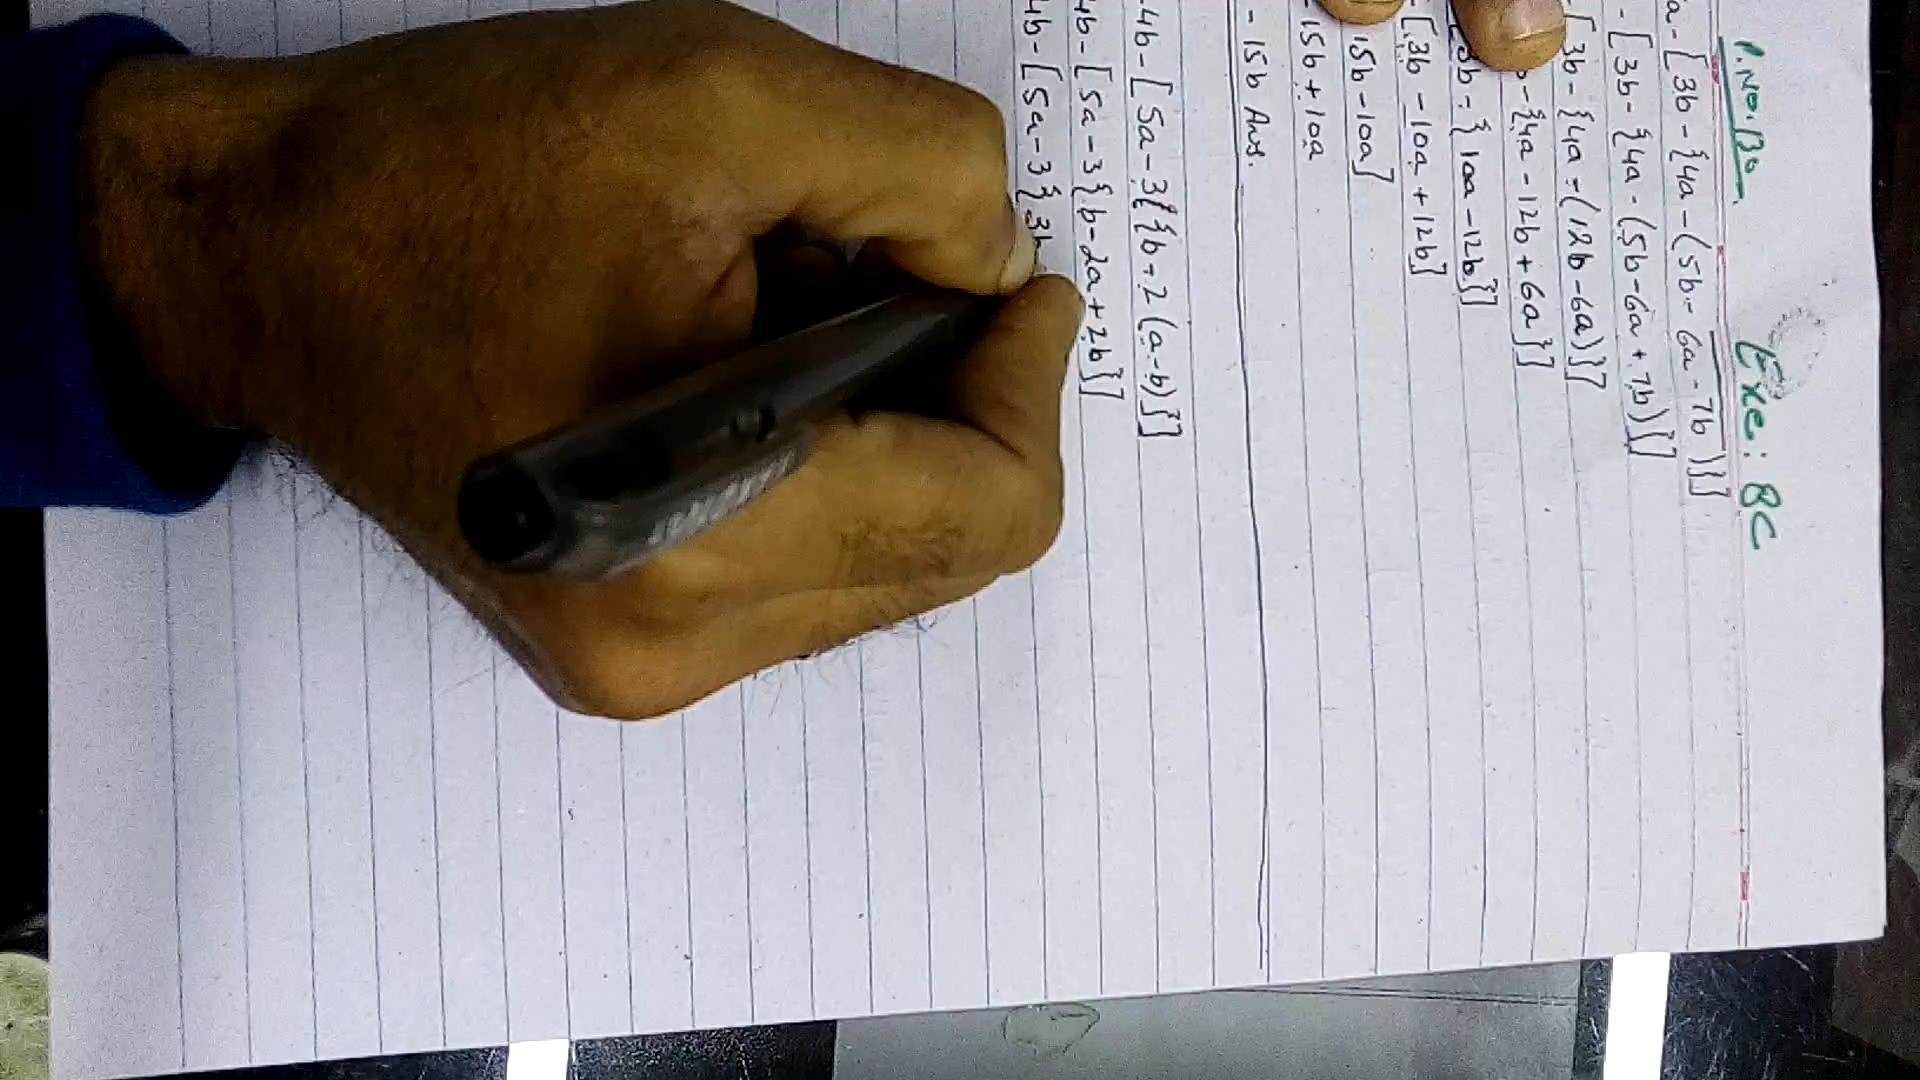 P.No.130 Exe: 8C
a-[3b-{4a-(5b-6a-7b)}]
-[3b-{4a-(5b-6a+7b)}]
-[3b-{4a-(12b-6a)}]
b-{4a-12b+6a}]
[3b-{10a-12b}]
-[3b-10a+12b]
15b-10a]
-15b+10a
-15b Ans.
4b-[5a-3{{b-2(a-b)}]
4b-[5a-3{b-2a+2b}]
4b-[5a-3{3b